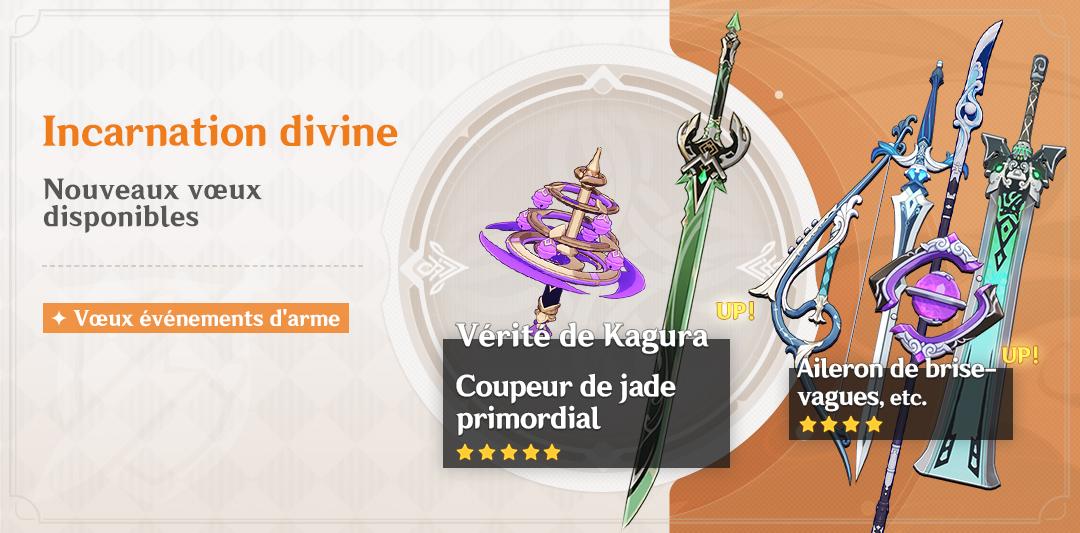 Incarnation divine
Nouveaux vœux
disponibles
✦ Vœux événements d'arme
UP!
Vérité de Kagura
Coupeur de jade
primordial
★★★★★
UP!
Aileron de brise-
vagues, etc.
★★★★